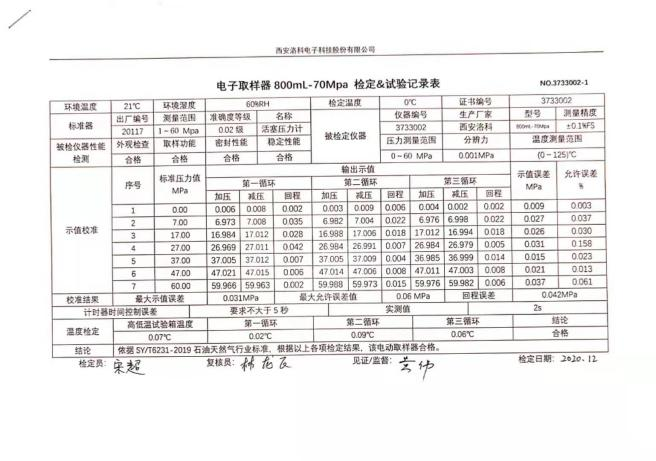 西安洛科电子科技股份有限公司
电子取样器 800mL-70Mpa 检定&试验记录表 NO.3733002-1
环境温度 21℃ 环境湿度 60%RH 检定温度 0℃ 证书编号 3733002
标准器 出厂编号 测量范围 准确度等级 名称 被检定仪器 仪器编号 生产厂家 型号 测量精度
20117 1~60 Mpa 0.02 级 活塞压力计 3733002 西安洛科 800mL-70Mpa ±0.1%FS
被检仪器性能检测 外观检查 取样功能 密封性能 稳定性能 压力测量范围 分辨力 温度测量范围
合格 合格 合格 合格 0~60 MPa 0.001MPa (0~125)℃
示值校准 序号 标准压力值 MPa 输出示值 示值误差 MPa 允许误差 %
第一循环 第二循环 第三循环
加压 减压 回程 加压 减压 回程 加压 减压 回程
1 0.00 0.006 0.008 0.002 0.003 0.009 0.006 0.004 0.002 0.002 0.009 0.003
2 7.00 6.973 7.008 0.035 6.982 7.004 0.022 6.976 6.998 0.022 0.027 0.037
3 17.00 16.984 17.012 0.028 16.988 17.006 0.018 17.012 16.994 0.018 0.026 0.030
4 27.00 26.969 27.011 0.042 26.984 26.991 0.007 26.984 26.979 0.005 0.031 0.158
5 37.00 37.005 37.012 0.007 37.005 37.009 0.004 36.985 36.999 0.014 0.015 0.023
6 47.00 47.021 47.015 0.006 47.014 47.006 0.008 47.011 47.003 0.008 0.021 0.013
7 60.00 59.966 59.963 0.002 59.988 59.973 0.015 59.976 59.982 0.006 0.037 0.061
校准结果 最大示值误差 0.031MPa 最大允许误差值 0.06 MPa 回程误差 0.042MPa
计时器时间控制误差 要求不大于 5 秒 实测值 2s
温度检定 高低温试验箱温度 第一循环 第二循环 第三循环 结论
0.07℃ 0.02℃ 0.09℃ 0.06℃ 合格
结论 依据 SY/T6231-2019 石油天然气行业标准，根据以上各项检定结果，该电动取样器合格。
检定员： 宋超 复核员： 见证/监督： 检定日期：2020.12